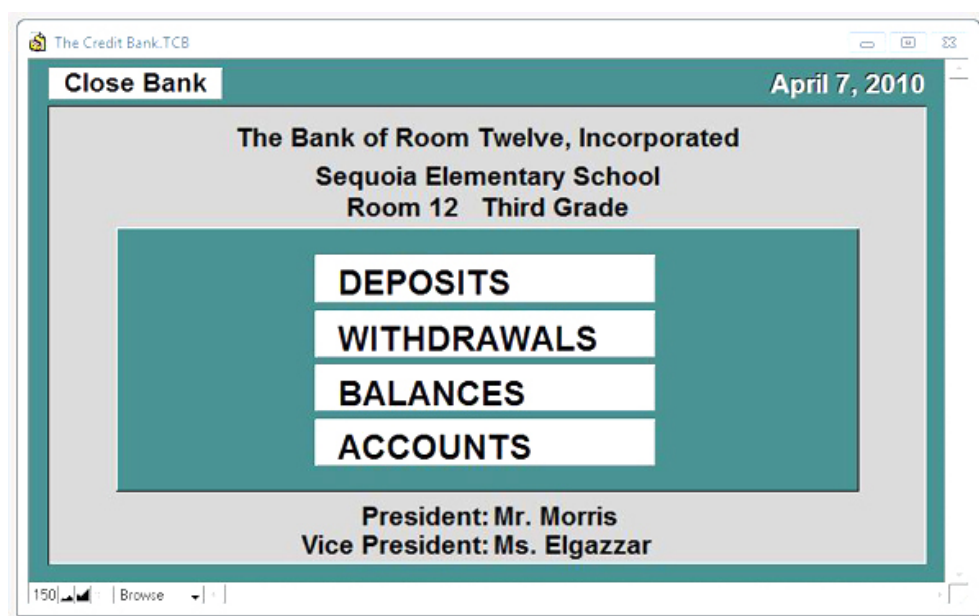 The Credit Bank.TCB
Close Bank
April 7, 2010
The Bank of Room Twelve, Incorporated
Sequoia Elementary School
Room 12 Third Grade
DEPOSITS
WITHDRAWALS
BALANCES
ACCOUNTS
President: Mr. Morris
Vice President: Ms. Elgazzar
150 Browse